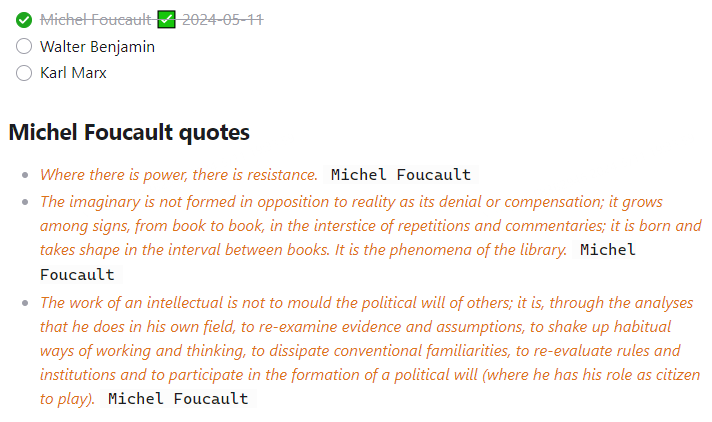 Michel Foucault ✅ 2024-05-11
Walter Benjamin
Karl Marx
Michel Foucault quotes
Where there is power, there is resistance. Michel Foucault
The imaginary is not formed in opposition to reality as its denial or compensation; it grows
among signs, from book to book, in the interstice of repetitions and commentaries; it is born and
takes shape in the interval between books. It is the phenomena of the library. Michel
Foucault
The work of an intellectual is not to mould the political will of others; it is, through the analyses
that he does in his own field, to re-examine evidence and assumptions, to shake up habitual
ways of working and thinking, to dissipate conventional familiarities, to re-evaluate rules and
institutions and to participate in the formation of a political will (where he has his role as citizen
to play). Michel Foucault